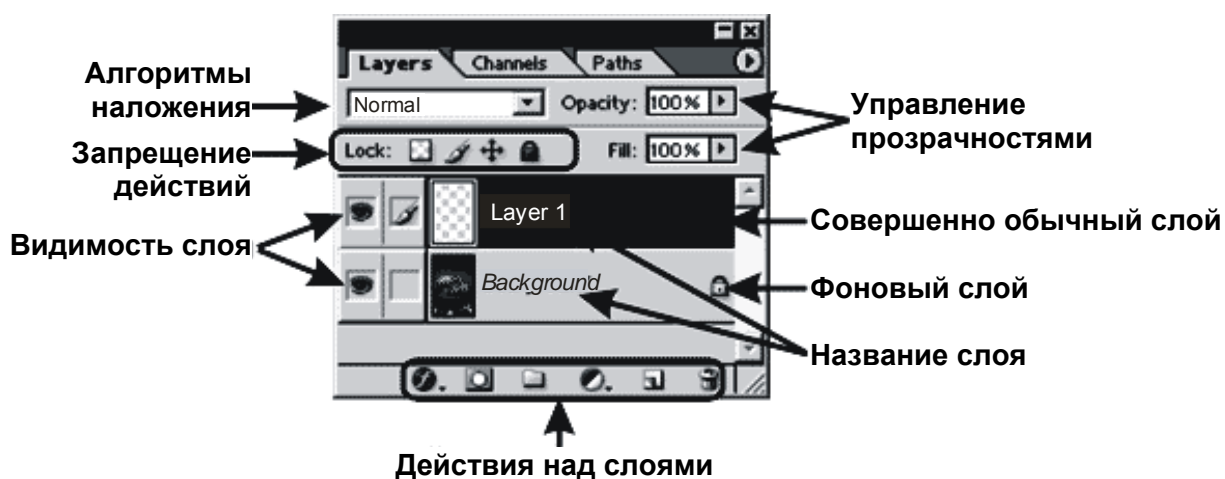 Layers Channels Paths
Алгоритмы
наложения
Normal Opacity: 100%
Управление
прозрачностями
Запрещение
действий
Lock: Fill: 100%
Layer 1
Совершенно обычный слой
Видимость слоя
Background
Фоновый слой
Название слоя
Действия над слоями